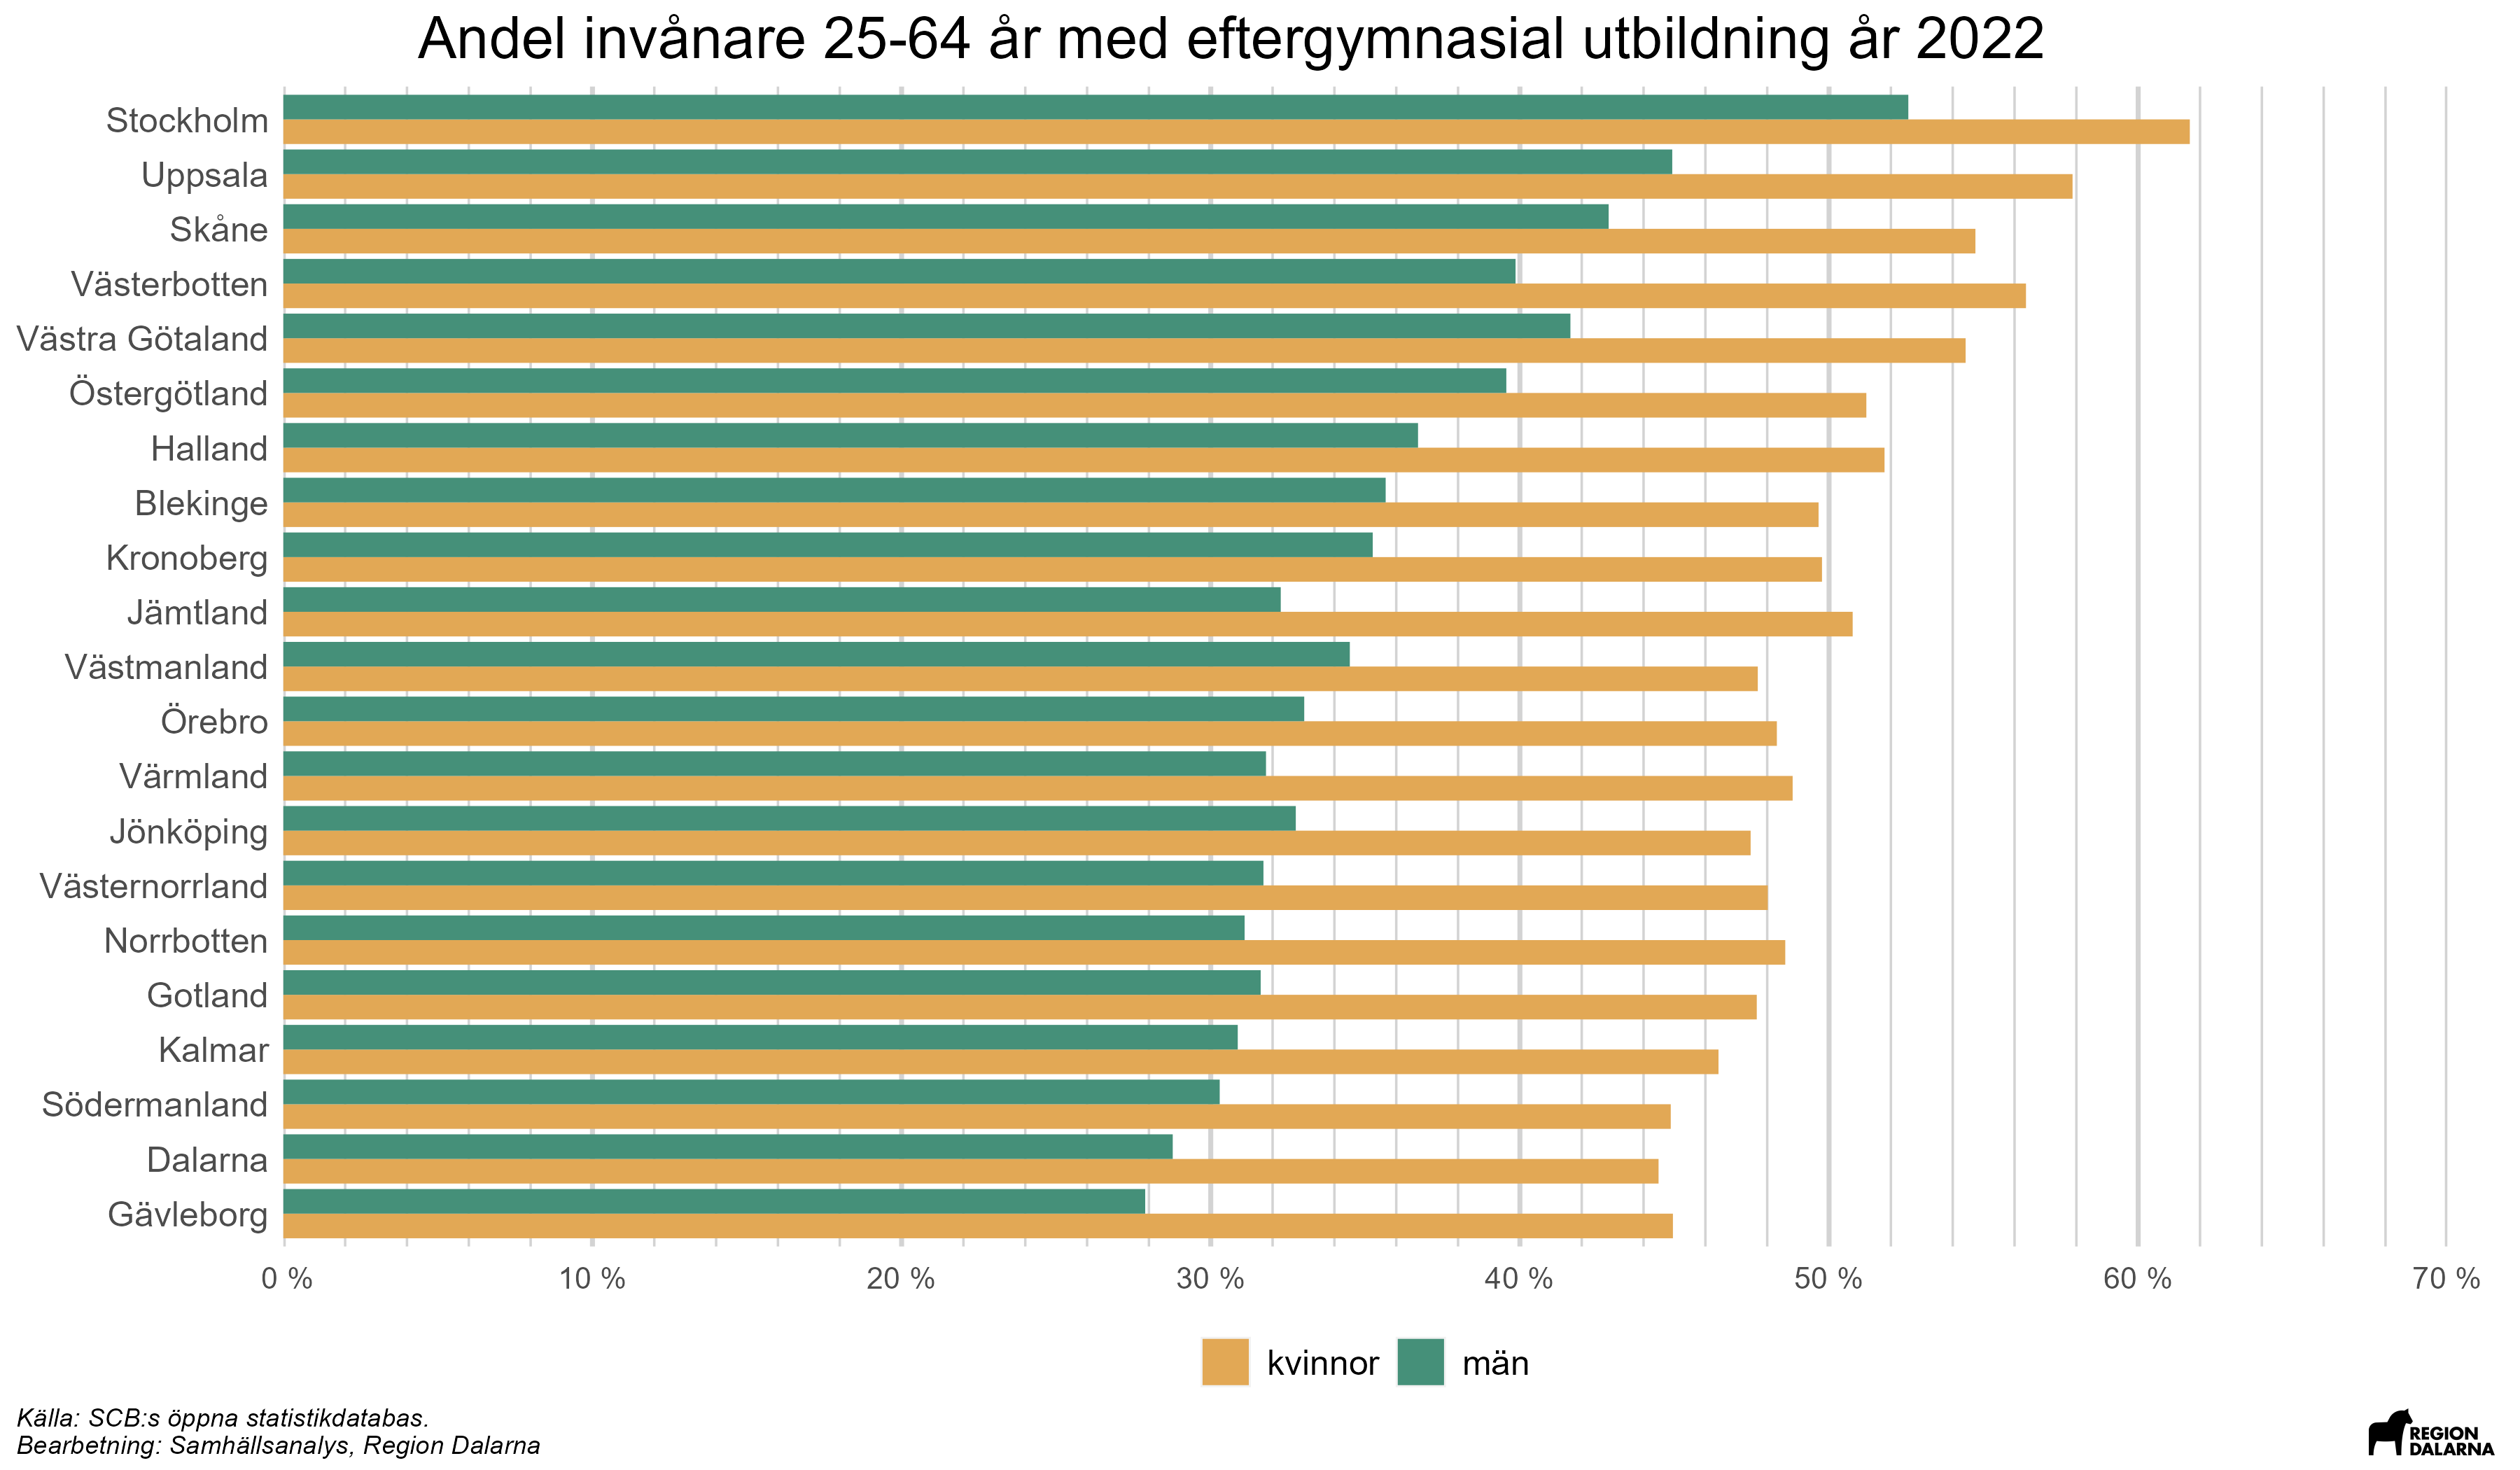 Andel invånare 25-64 år med eftergymnasial utbildning år 2022
Stockholm
Uppsala
Skåne
Västerbotten
Västra Götaland
Östergötland
Halland
Blekinge
Kronoberg
Jämtland
Västmanland
Örebro
Värmland
Jönköping
Västernorrland
Norrbotten
Gotland
Kalmar
Södermanland
Dalarna
Gävleborg
0 % 10 % 20 % 30 % 40 % 50 % 60 % 70 %
kvinnor män
Källa: SCB:s öppna statistikdatabas.
Bearbetning: Samhällsanalys, Region Dalarna
REGION
DALARNA